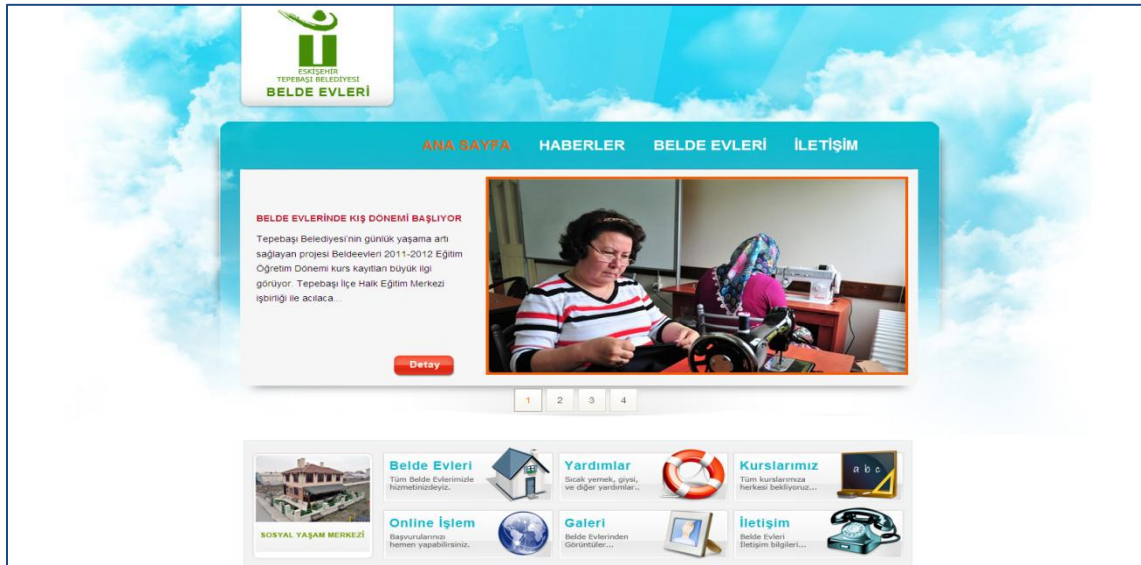 ESKİŞEHİR
TEPEBAŞI BELEDİYESİ
BELDE EVLERİ
ANA SAYFA HABERLER BELDE EVLERİ İLETİŞİM
BELDE EVLERİNDE KIŞ DÖNEMİ BAŞLIYOR
Tepebaşı Belediyesi'nin günlük yaşama artı
sağlayan projesi Beldeevleri 2011-2012 Eğitim
Öğretim Dönemi kurs kayıtları büyük ilgi
görüyor. Tepebaşı İlçe Halk Eğitim Merkezi
işbirliği ile acılaca...
Detay
1 2 3 4
SOSYAL YAŞAM MERKEZİ
Belde Evleri
Tüm Belde Evlerimizle
hizmetinizdeyiz.
Yardımlar
Sıcak yemek, giysi,
ve diğer yardımlar..
Kurslarımız
Tüm kurslarımıza
herkesi bekliyoruz...
a b c
Online İşlem
Başvurularınızı
hemen yapabilirsiniz.
Galeri
Belde Evlerinden
Görüntüler...
İletişim
Belde Evleri
İletişim bilgileri...